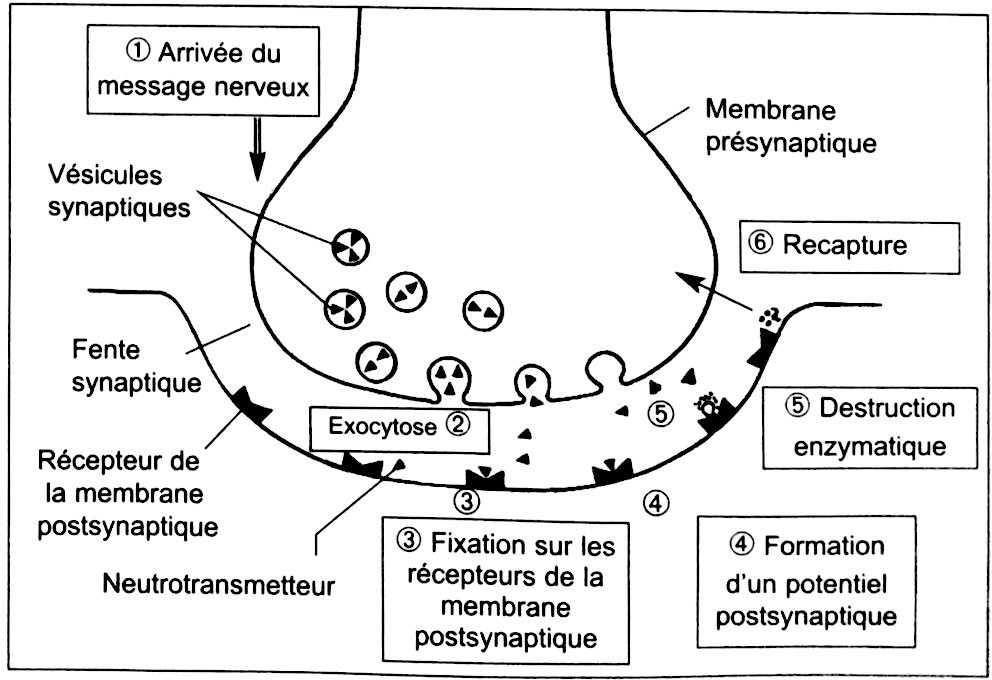 ① Arrivée du
message nerveux
Membrane
présynaptique
Vésicules
synaptiques
⑥ Recapture
Fente
synaptique
⑤
⑤ Destruction
enzymatique
Exocytose ②
Récepteur de
la membrane
postsynaptique
③
④
Neutrotransmetteur
③ Fixation sur les
récepteurs de la
membrane
postsynaptique
④ Formation
d'un potentiel
postsynaptique